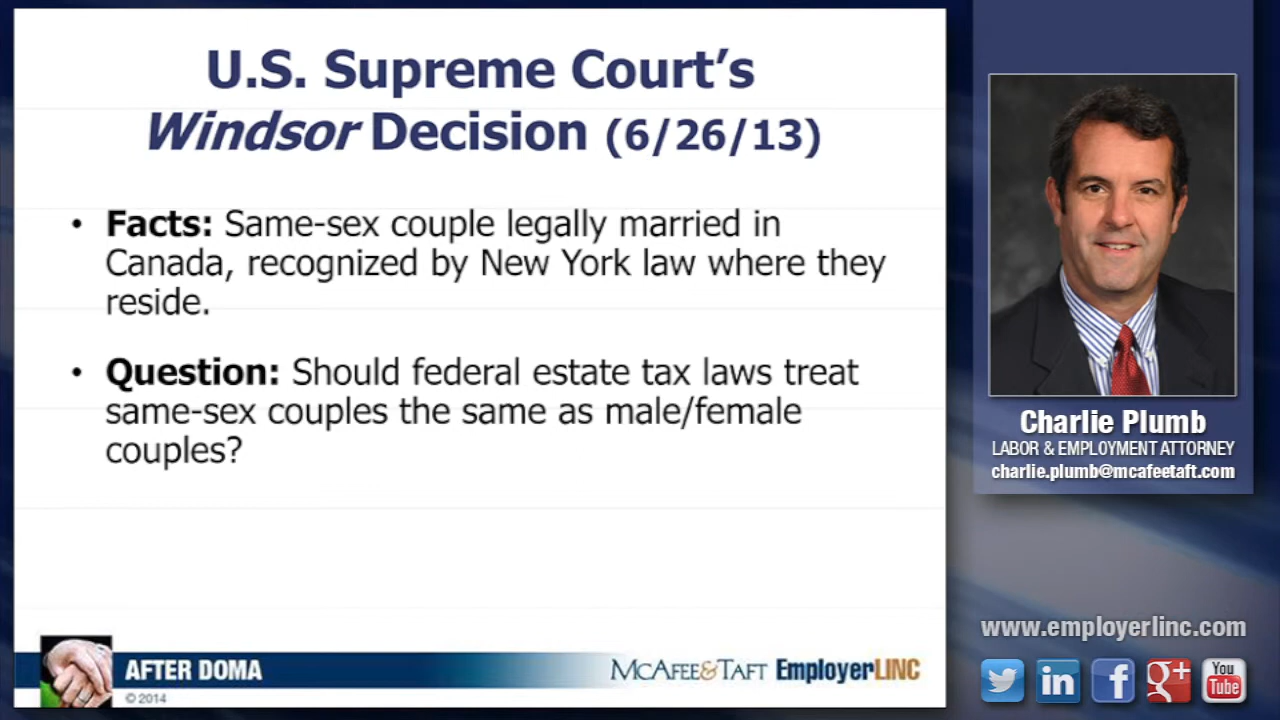 U.S. Supreme Court's
Windsor Decision (6/26/13)
• Facts: Same-sex couple legally married in
Canada, recognized by New York law where they
reside.
• Question: Should federal estate tax laws treat
same-sex couples the same as male/female
couples?
AFTER DOMA
© 2014
MCAFEE&TAFT EmployerLINC
Charlie Plumb
LABOR & EMPLOYMENT ATTORNEY
charlie.plumb@mcafeetaft.com
www.employerlinc.com
in
f
g+
You
Tube